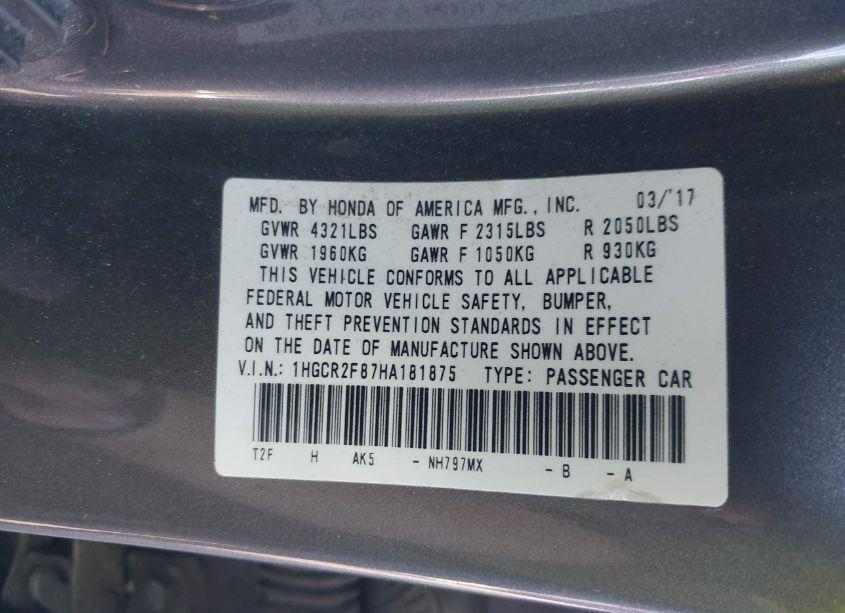 MFD. BY HONDA OF AMERICA MFG., INC. 03/'17
GVWR 4321LBS GAWR F 2315LBS R 2050LBS
GVWR 1960KG GAWR F 1050KG R 930KG
THIS VEHICLE CONFORMS TO ALL APPLICABLE
FEDERAL MOTOR VEHICLE SAFETY, BUMPER,
AND THEFT PREVENTION STANDARDS IN EFFECT
ON THE DATE OF MANUFACTURE SHOWN ABOVE.
V.I.N.: 1HGCR2F87HA181875 TYPE: PASSENGER CAR
T2F H AK5 - NH797MX - B - A